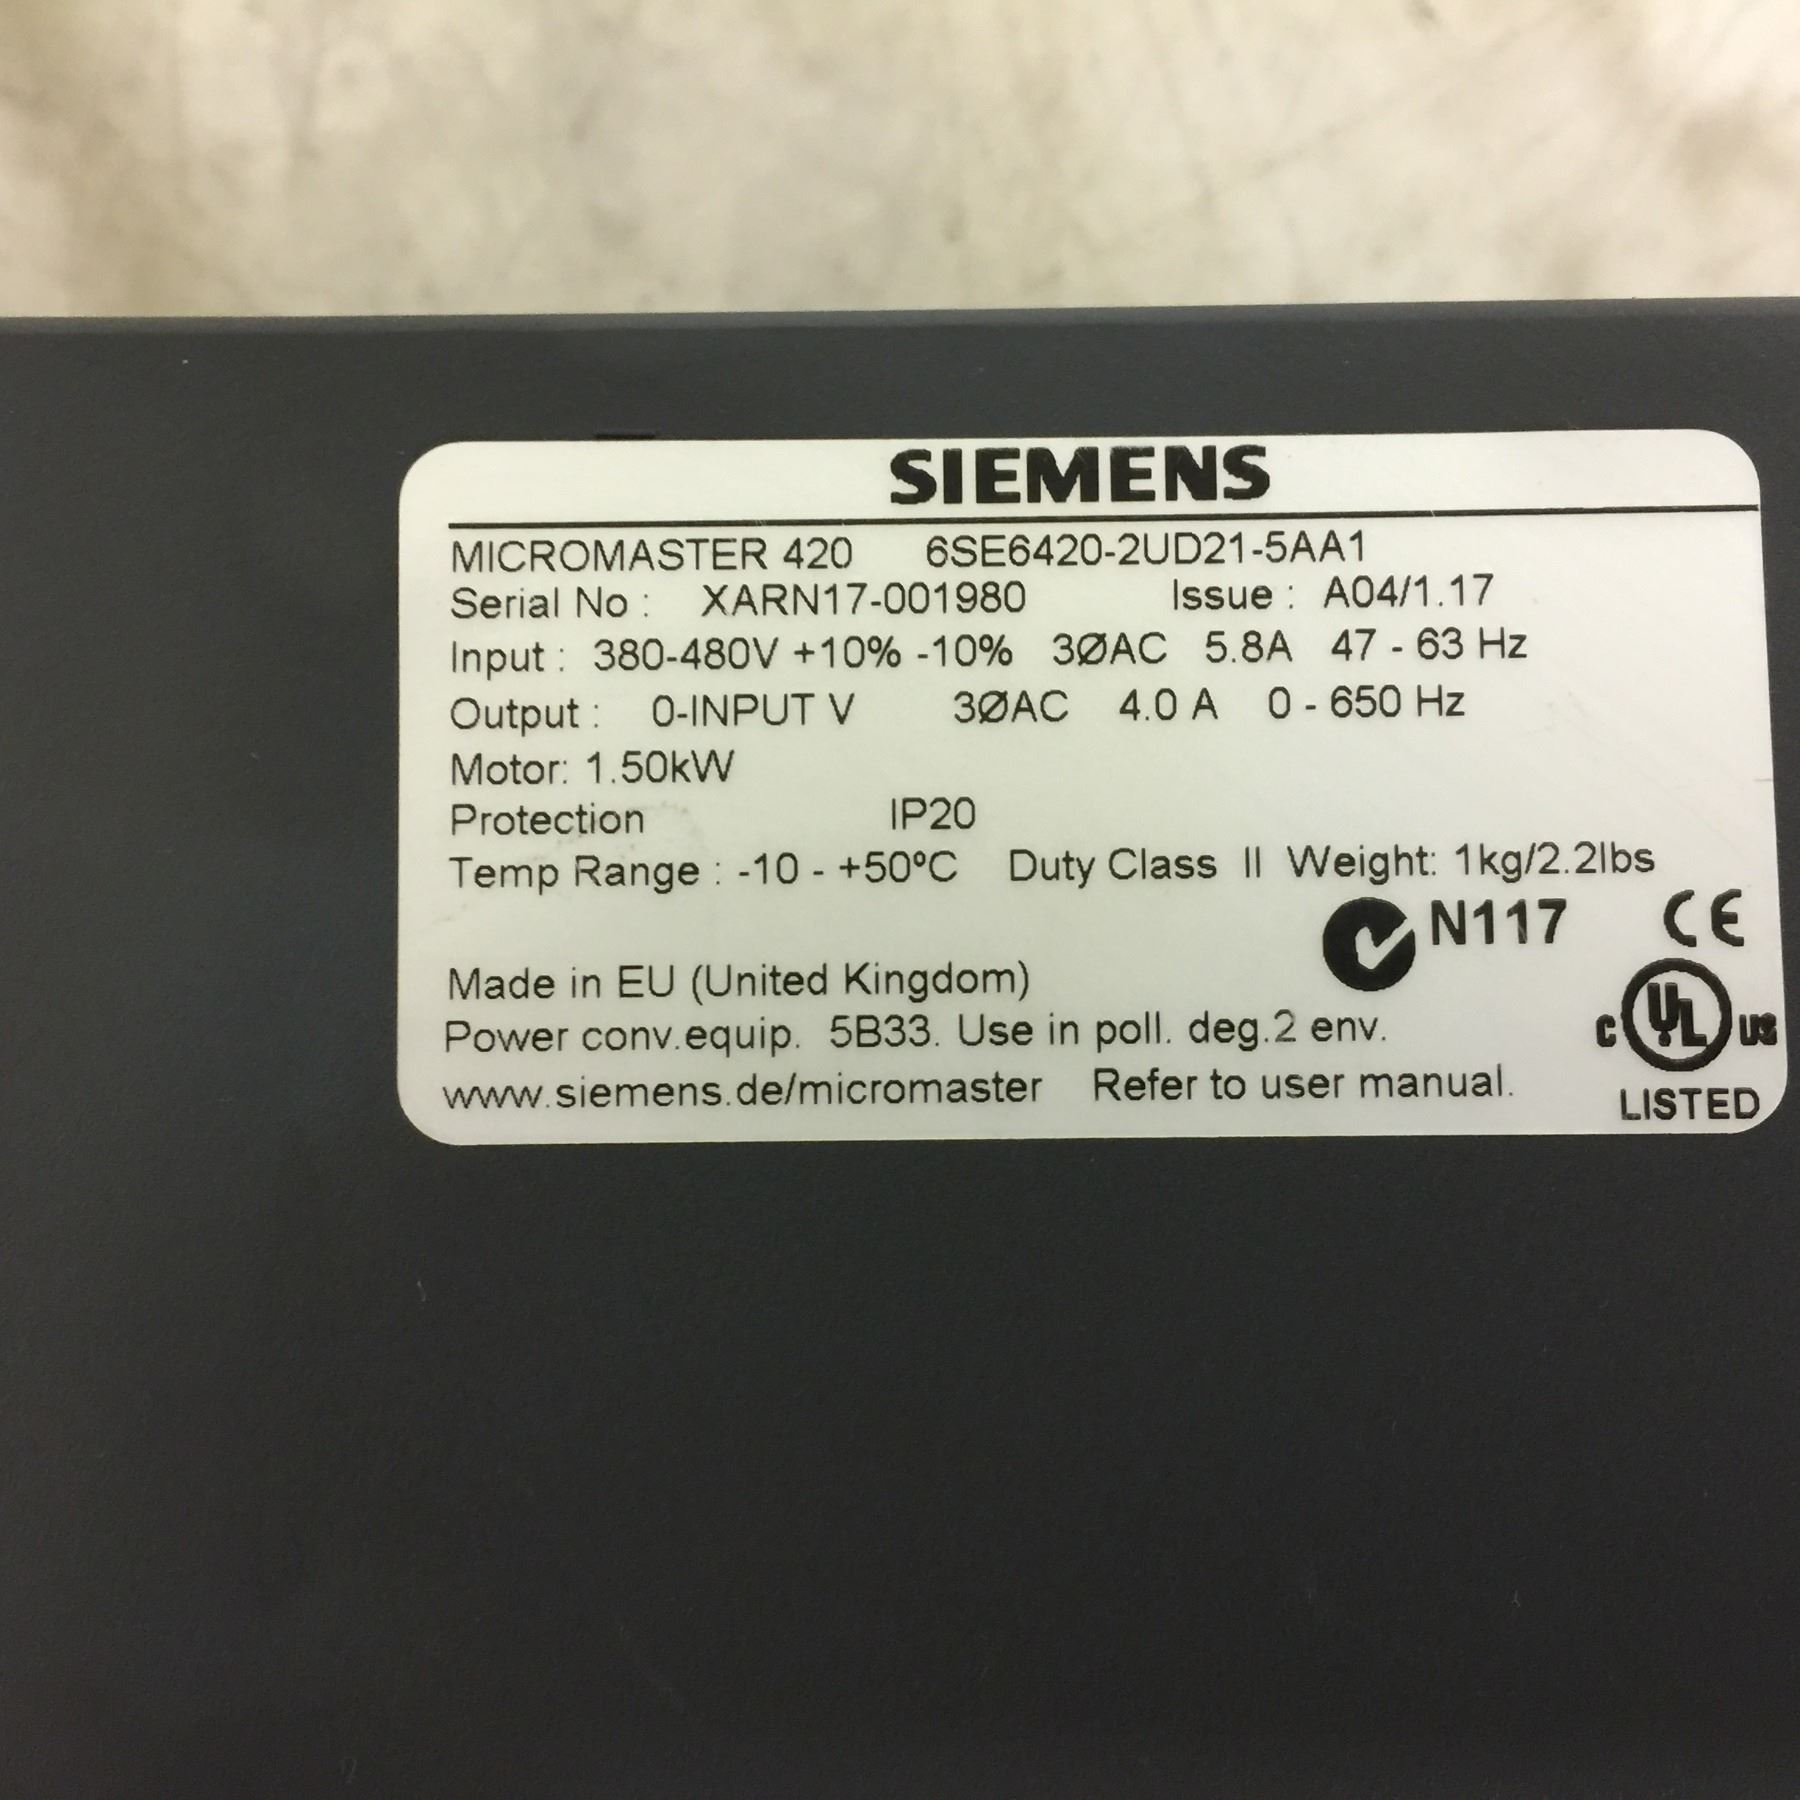 SIEMENS
MICROMASTER 420 6SE6420-2UD21-5AA1
Serial No : XARN17-001980 Issue : A04/1.17
Input : 380-480V +10% -10% 3ØAC 5.8A 47 - 63 Hz
Output : 0-INPUT V 3ØAC 4.0 A 0 - 650 Hz
Motor: 1.50kW
Protection IP20
Temp Range : -10 - +50ºC Duty Class II Weight: 1kg/2.2lbs
N117 CE
Made in EU (United Kingdom)
Power conv.equip. 5B33. Use in poll. deg.2 env.
C UL US
www.siemens.de/micromaster Refer to user manual.
LISTED